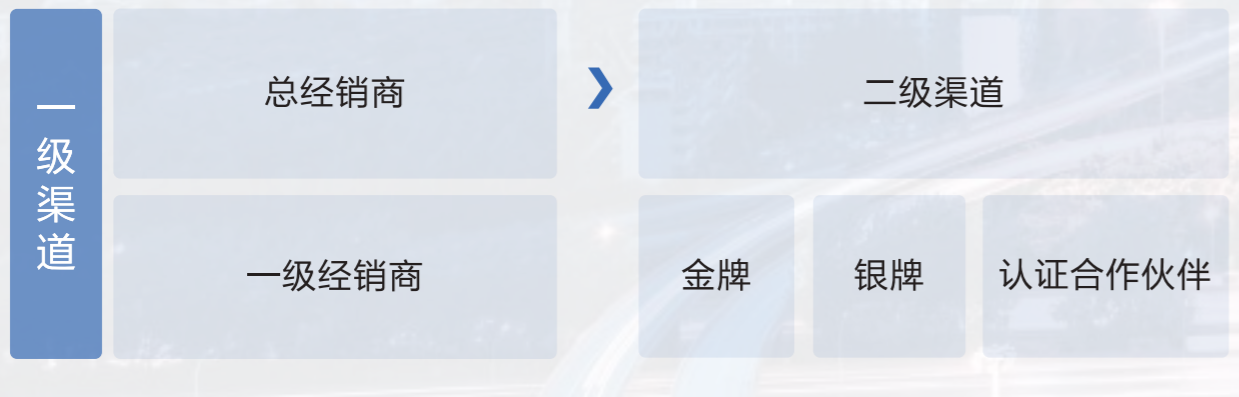 一级渠道
总经销商
二级渠道
一级经销商
金牌
银牌
认证合作伙伴